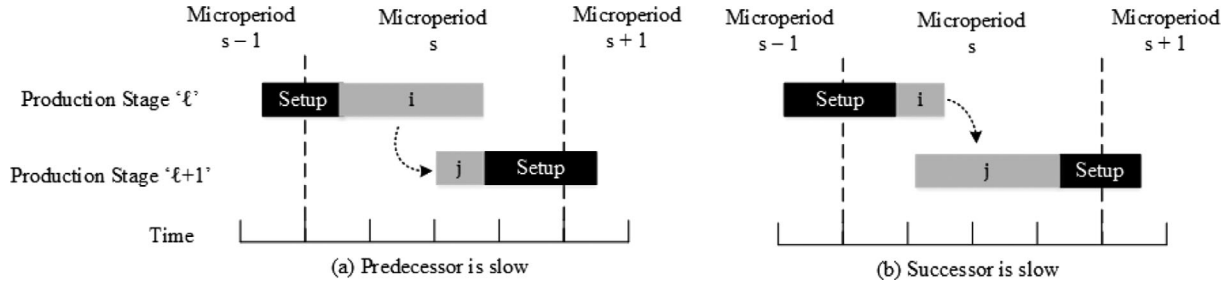 Microperiod
s – 1
Microperiod
s
Microperiod
s + 1
Production Stage ‘ℓ’
Setup
i
Production Stage ‘ℓ+1’
j
Setup
Time
(a) Predecessor is slow
Microperiod
s – 1
Microperiod
s
Microperiod
s + 1
Setup
i
j
Setup
(b) Successor is slow